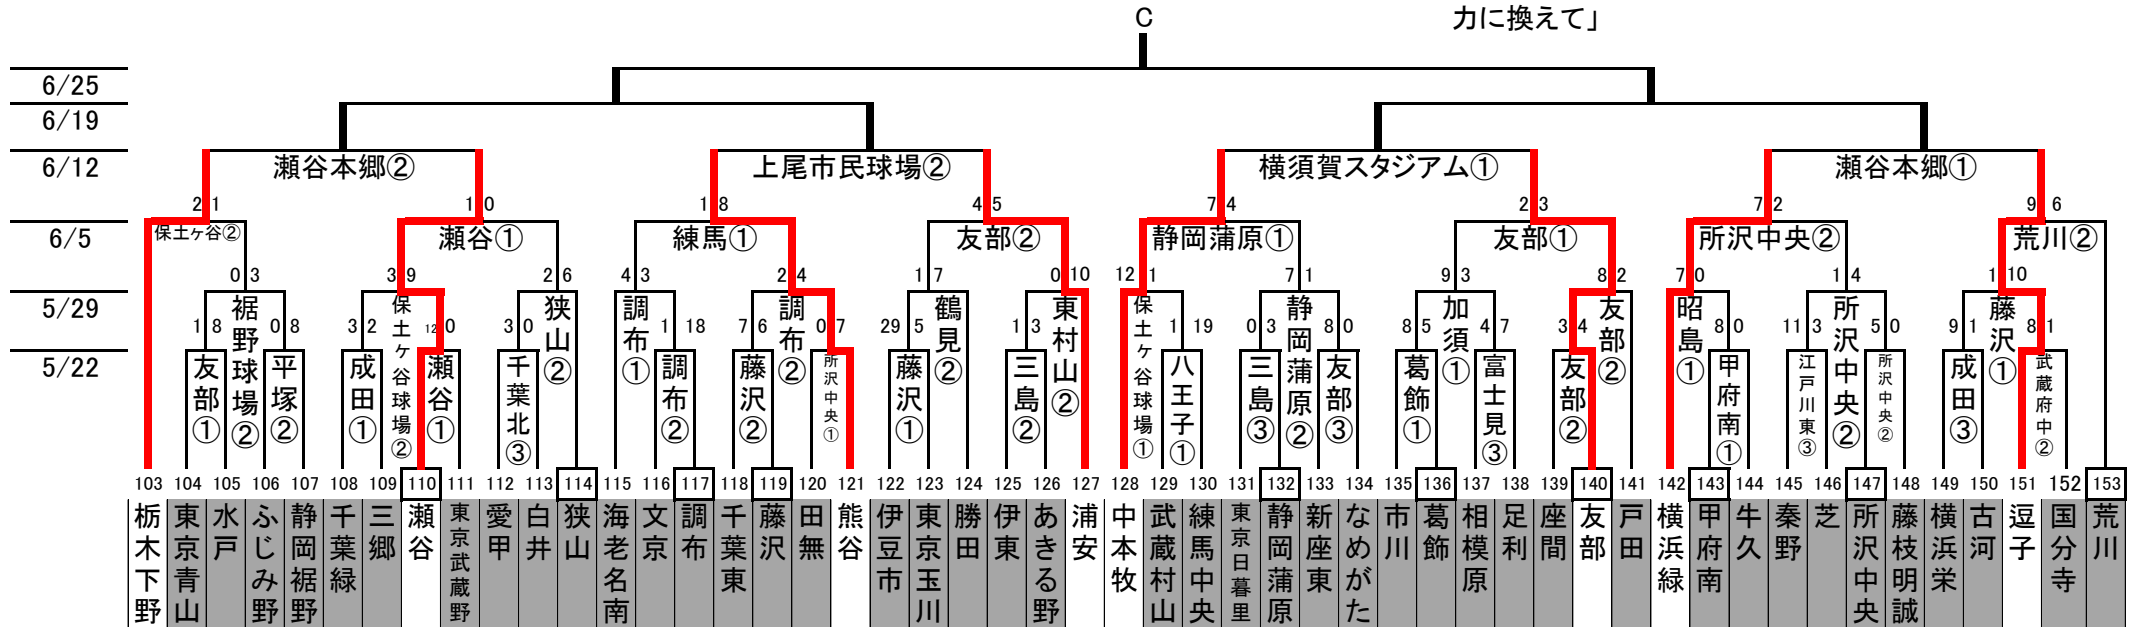 C
力に換えて」
6/25
6/19
6/12
瀬谷本郷② 上尾市民球場② 横須賀スタジアム① 瀬谷本郷①
2 1 1 0 1 8 4 5 7 4 2 3 7 2 9 6
6/5
保土ヶ谷② 瀬谷① 練馬① 友部② 静岡蒲原① 友部① 所沢中央② 荒川②
0 3 3 9 2 6 4 3 2 4 1 7 0 10 12 1 7 1 9 3 8 2 7 0 1 4 1 10
5/29
裾野球場② 保土ヶ谷球場② 狭山② 調布① 調布② 鶴見② 東村山② 保土ヶ谷球場① 静岡蒲原② 加須① 友部② 昭島① 所沢中央② 藤沢①
1 8 0 8 3 2 12 0 3 0 1 18 7 6 0 7 29 5 1 3 1 19 0 3 8 0 8 5 4 7 3 4 8 0 11 3 5 0 9 1 8 1
5/22
友部① 平塚② 成田① 瀬谷① 千葉北③ 調布② 藤沢② 所沢中央① 藤沢① 三島② 八王子① 三島③ 友部③ 葛飾① 富士見③ 友部② 甲府南① 江戸川東③ 所沢中央② 成田③ 武蔵府中②
103 104 105 106 107 108 109 110 111 112 113 114 115 116 117 118 119 120 121 122 123 124 125 126 127 128 129 130 131 132 133 134 135 136 137 138 139 140 141 142 143 144 145 146 147 148 149 150 151 152 153
栃木下野 東京青山 水戸 ふじみ野 静岡裾野 千葉緑 三郷 瀬谷 東京武蔵野 愛甲 白井 狭山 海老名南 文京 調布 千葉東 藤沢 田無 熊谷 伊豆市 東京玉川 勝田 伊東 あきる野 浦安 中本牧 武蔵村山 練馬中央 東京日暮里 静岡蒲原 新座東 なめがた 市川 葛飾 相模原 足利 座間 友部 戸田 横浜緑 甲府南 牛久 秦野 芝 所沢中央 藤枝明誠 横浜栄 古河 逗子 国分寺 荒川